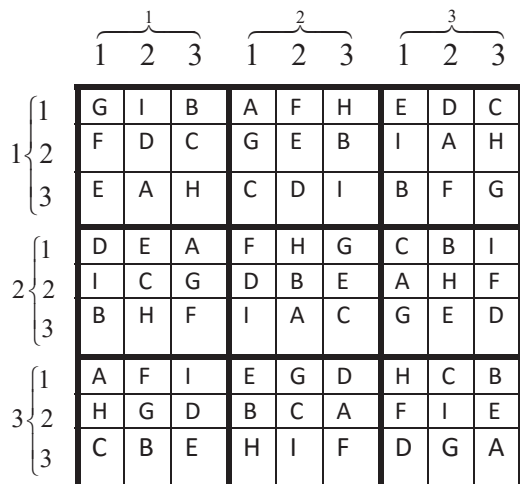 1 2 3
1 2 3 1 2 3 1 2 3
1 1 G I B A F H E D C
2 F D C G E B I A H
3 E A H C D I B F G
2 1 D E A F H G C B I
2 I C G D B E A H F
3 B H F I A C G E D
3 1 A F I E G D H C B
2 H G D B C A F I E
3 C B E H I F D G A